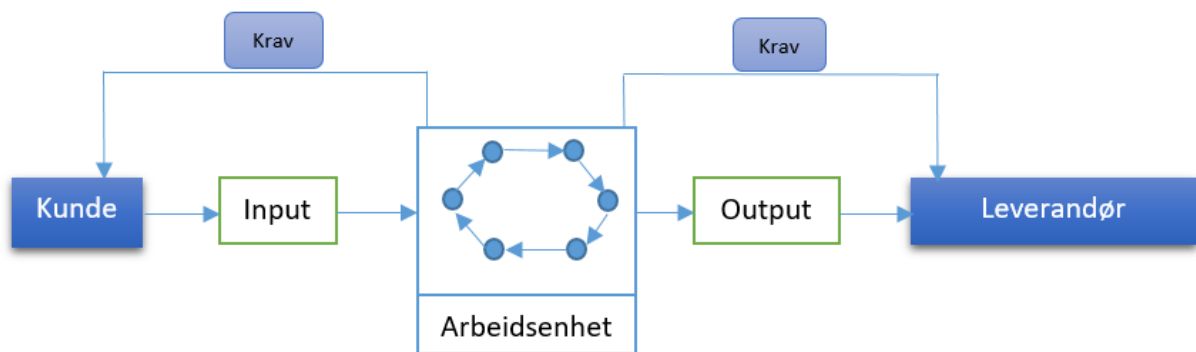 Krav
Krav
Kunde
Input
Output
Leverandør
Arbeidsenhet